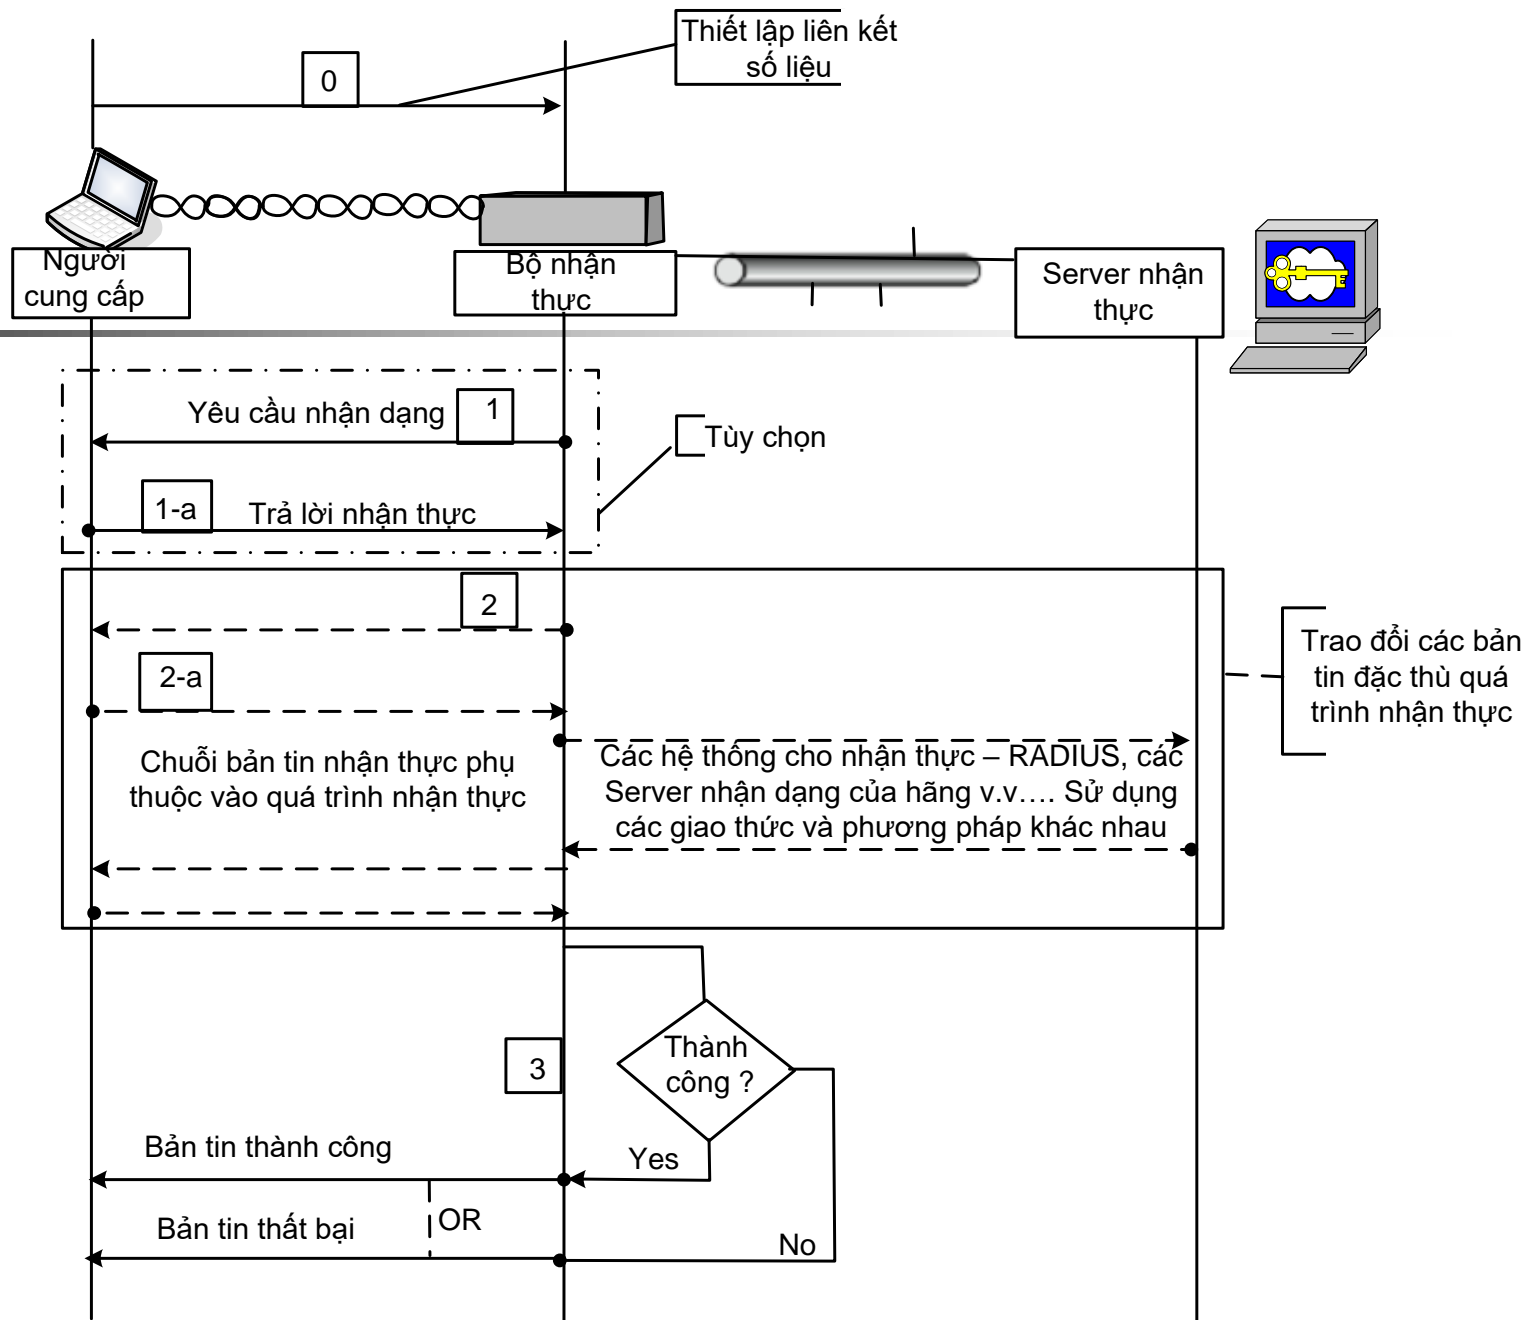 Thiết lập liên kết
số liệu
0
Người
cung cấp
Bộ nhận
thực
Server nhận
thực
Yêu cầu nhận dạng
1
Tùy chọn
1-a
Trả lời nhận thực
2
2-a
Trao đổi các bản
tin đặc thù quá
trình nhận thực
Chuỗi bản tin nhận thực phụ
thuộc vào quá trình nhận thực
Các hệ thống cho nhận thực – RADIUS, các
Server nhận dạng của hãng v.v…. Sử dụng
các giao thức và phương pháp khác nhau
3
Thành
công ?
Bản tin thành công
Yes
Bản tin thất bại
OR
No